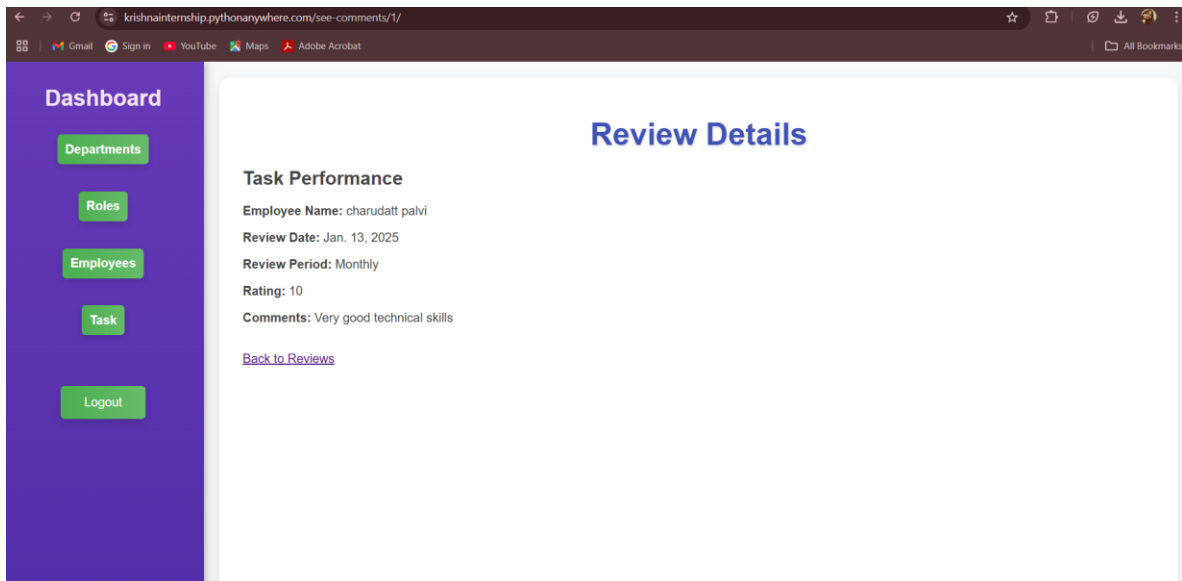 krishnainternship.pythonanywhere.com/see-comments/1/
Gmail Sign in YouTube Maps Adobe Acrobat All Bookmarks
Dashboard
Departments
Roles
Employees
Task
Logout
Review Details
Task Performance
Employee Name: charudatt palvi
Review Date: Jan. 13, 2025
Review Period: Monthly
Rating: 10
Comments: Very good technical skills
Back to Reviews